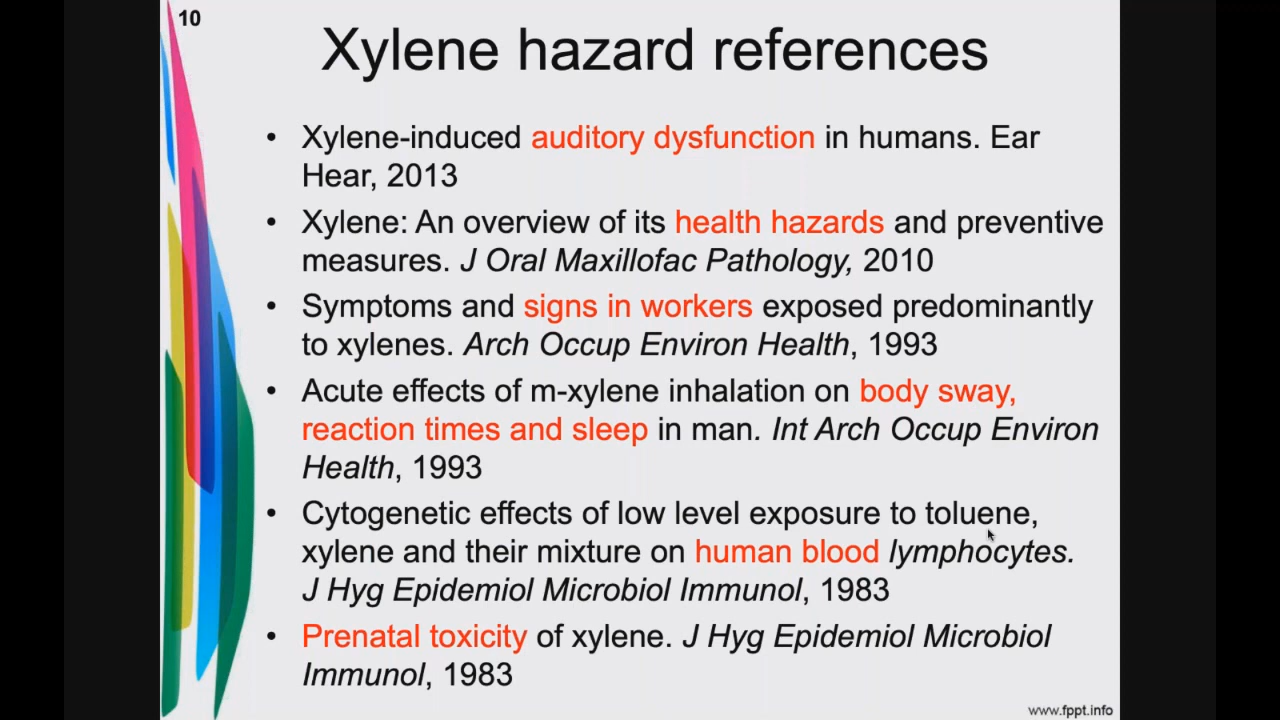 10
Xylene hazard references
• Xylene-induced auditory dysfunction in humans. Ear
Hear, 2013
• Xylene: An overview of its health hazards and preventive
measures. J Oral Maxillofac Pathology, 2010
• Symptoms and signs in workers exposed predominantly
to xylenes. Arch Occup Environ Health, 1993
• Acute effects of m-xylene inhalation on body sway,
reaction times and sleep in man. Int Arch Occup Environ
Health, 1993
• Cytogenetic effects of low level exposure to toluene,
xylene and their mixture on human blood lymphocytes.
J Hyg Epidemiol Microbiol Immunol, 1983
• Prenatal toxicity of xylene. J Hyg Epidemiol Microbiol
Immunol, 1983
www.fppt.info